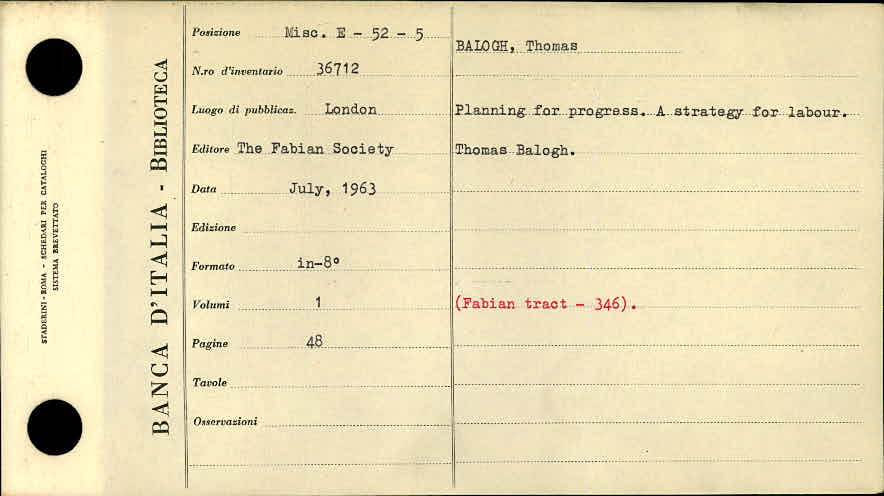 STADERINI - ROMA - SCHEDARI PER CATALOGHI
SISTEMA BREVETTATO
BANCA D'ITALIA - BIBLIOTECA
Posizione Misc. E - 52 - 5
N.ro d'inventario 36712
Luogo di pubblicaz. London
Editore The Fabian Society
Data July, 1963
Edizione
Formato in-8°
Volumi 1
Pagine 48
Tavole
Osservazioni
BALOGH, Thomas
Planning for progress. A strategy for labour.
Thomas Balogh.
(Fabian tract - 346).